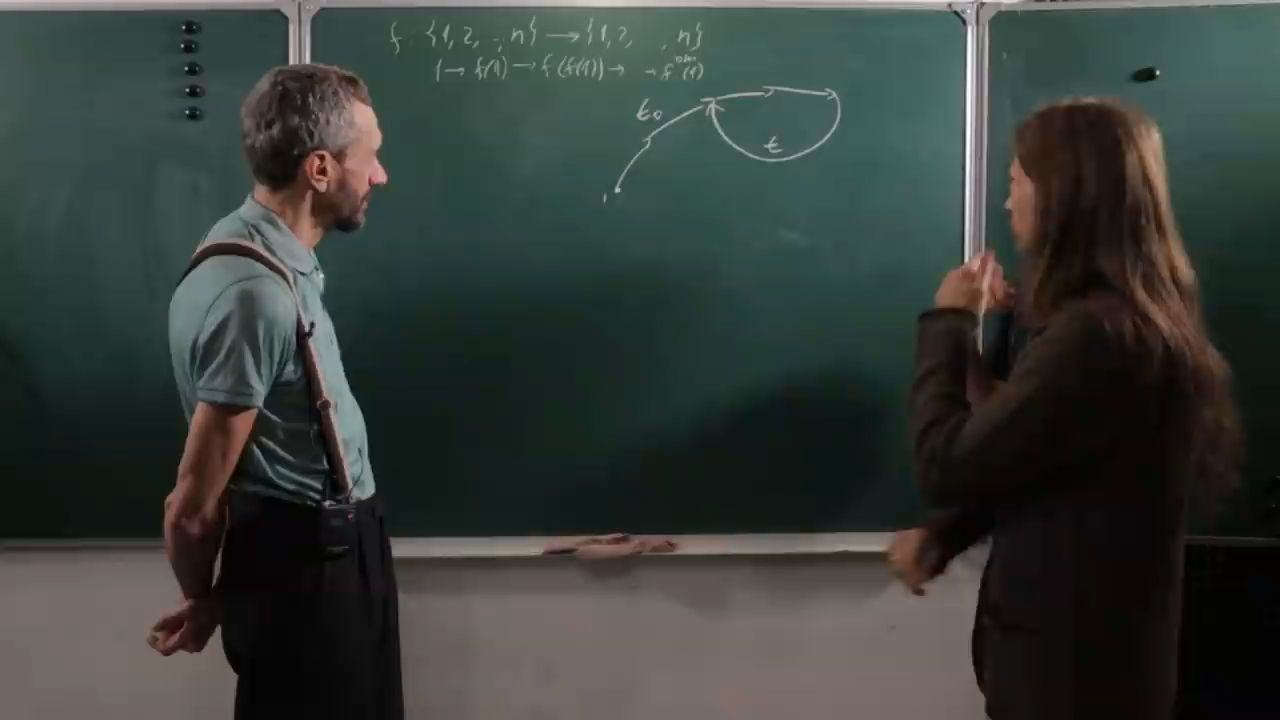 f : {1, 2, .., n} → {1, 2, , n}
1 → f(1) → f(f(1)) → → f (1)
t₀
t
1